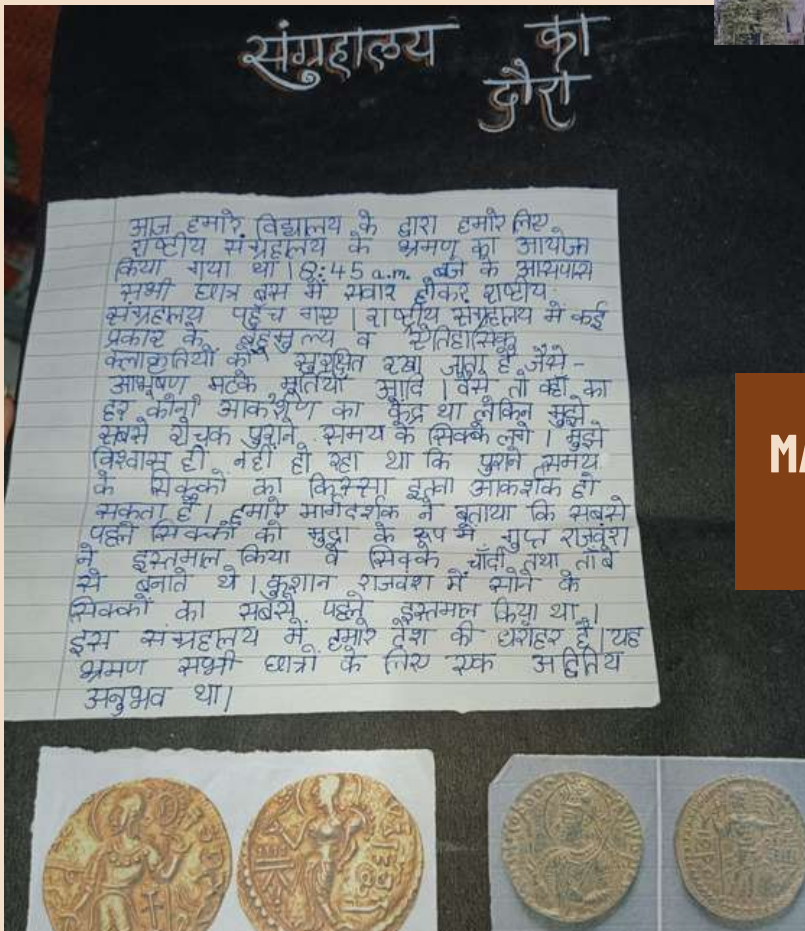 संग्रहालय का
दौरा
आज हमारे विद्यालय के द्वारा हमारे लिए
राष्टीय संग्रहालय के भ्रमण का आयोजन
किया गया था। 8:45 a.m. बजे के आसपास
सभी छात्र बस में सवार होकर राष्टीय
संग्रहालय पहुँच गए। राष्ट्रीय संग्रहालय में कई
प्रकार के बहुमुल्य व ऐतिहासिक
कलाकृतियों को सुरक्षित रखा जाता है जैसे -
आभूषण मटके मूर्तियाँ आदि। वैसे तो वहाँ का
हर कोना आकर्शण का केंद्र था लेकिन मुझे
सबसे रोचक पुराने समय के सिक्के लगे। मुझे
विश्वास ही नहीं हो रहा था कि पुराने समय
के सिक्को का किस्सा इतना आकर्शक हो
सकता है। हमारे मार्गदर्शक ने बताया कि सबसे
पहले सिक्कों को मुद्रा के रूप में गुप्त राजवंश
ने इस्तमाल किया वे सिक्के चाँदी तथा ताँबे
से बनाते थे। कुशान राजवंश में सोने के
सिक्कों का सबसे पहले इस्तमाल किया था।
इस संग्रहालय में हमारे देश की धरोहर है। यह
भ्रमण सभी छात्रों के लिए एक अद्वितिय
अनुभव था।
MA